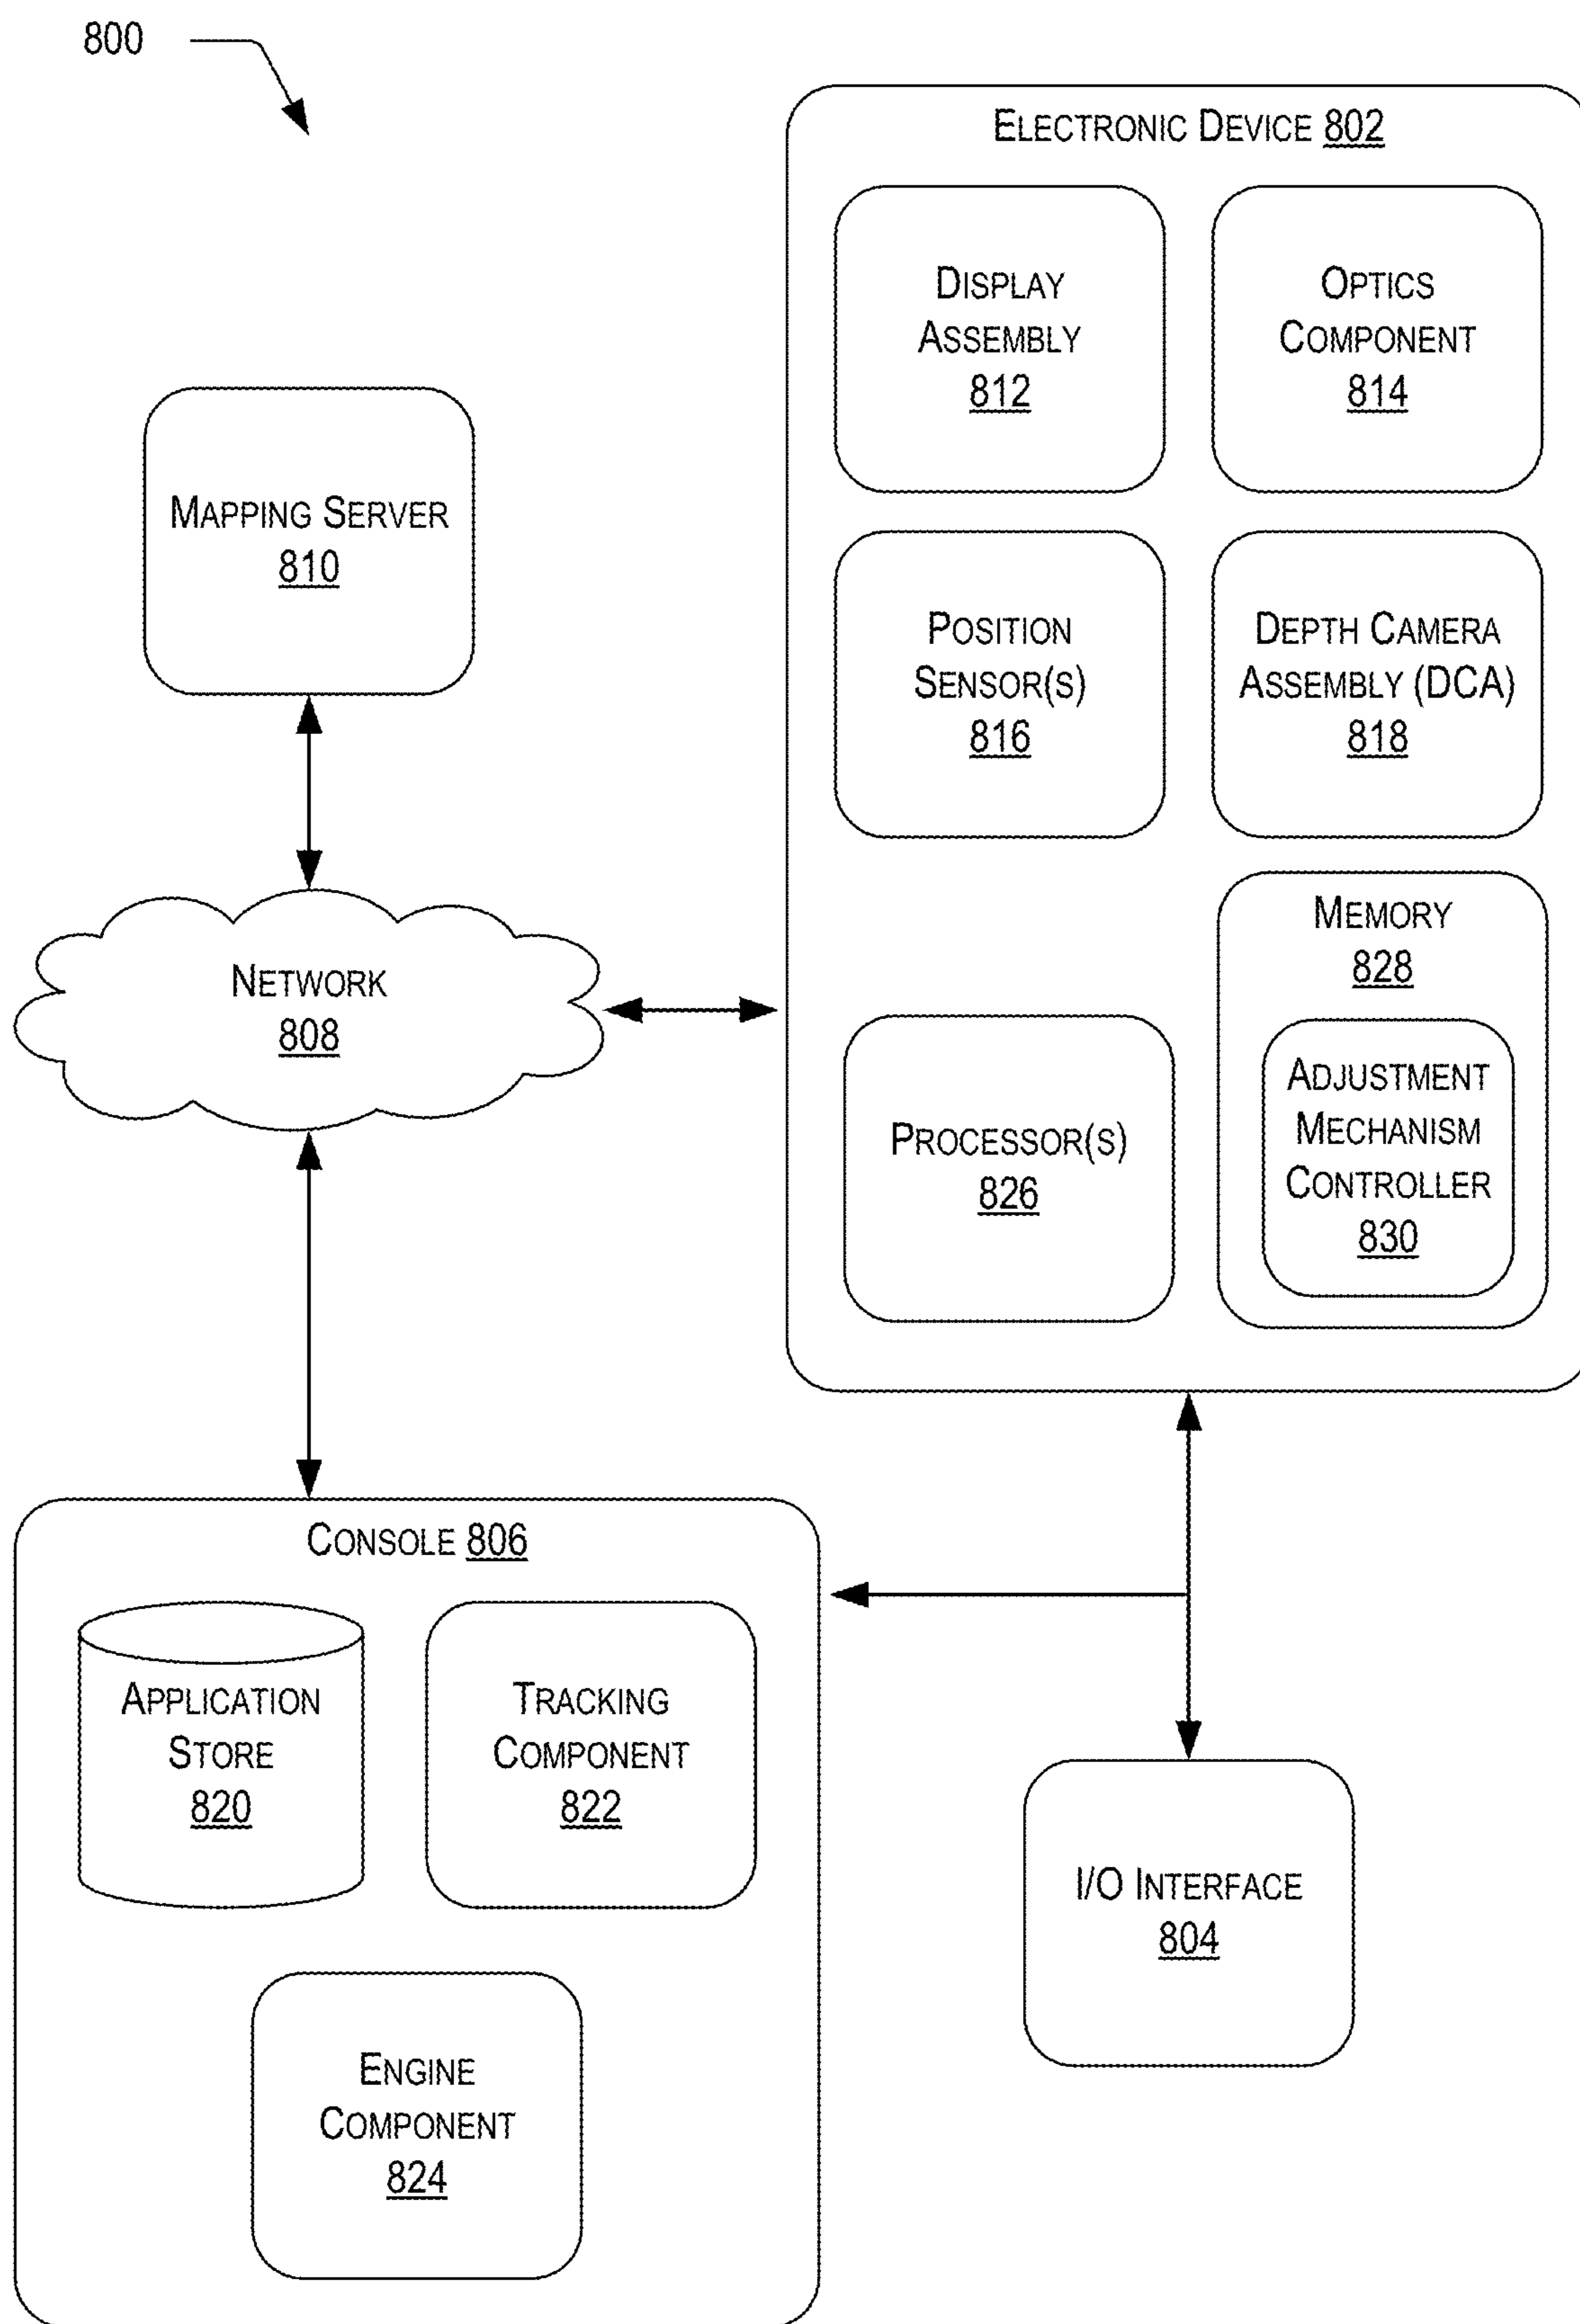 800
ELECTRONIC DEVICE 802
DISPLAY
ASSEMBLY
812
OPTICS
COMPONENT
814
MAPPING SERVER
810
POSITION
SENSOR(S)
816
DEPTH CAMERA
ASSEMBLY (DCA)
818
NETWORK
808
MEMORY
828
PROCESSOR(S)
826
ADJUSTMENT
MECHANISM
CONTROLLER
830
CONSOLE 806
APPLICATION
STORE
820
TRACKING
COMPONENT
822
I/O INTERFACE
804
ENGINE
COMPONENT
824